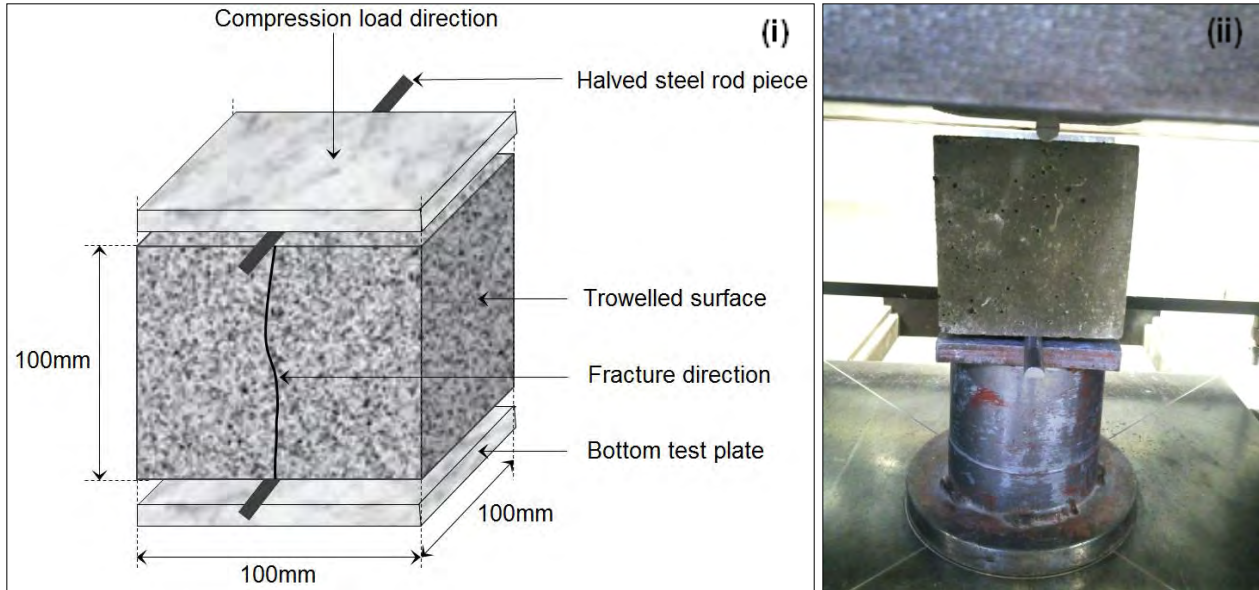 Compression load direction
(i)
Halved steel rod piece
Trowelled surface
Fracture direction
Bottom test plate
100mm
100mm
100mm
(ii)